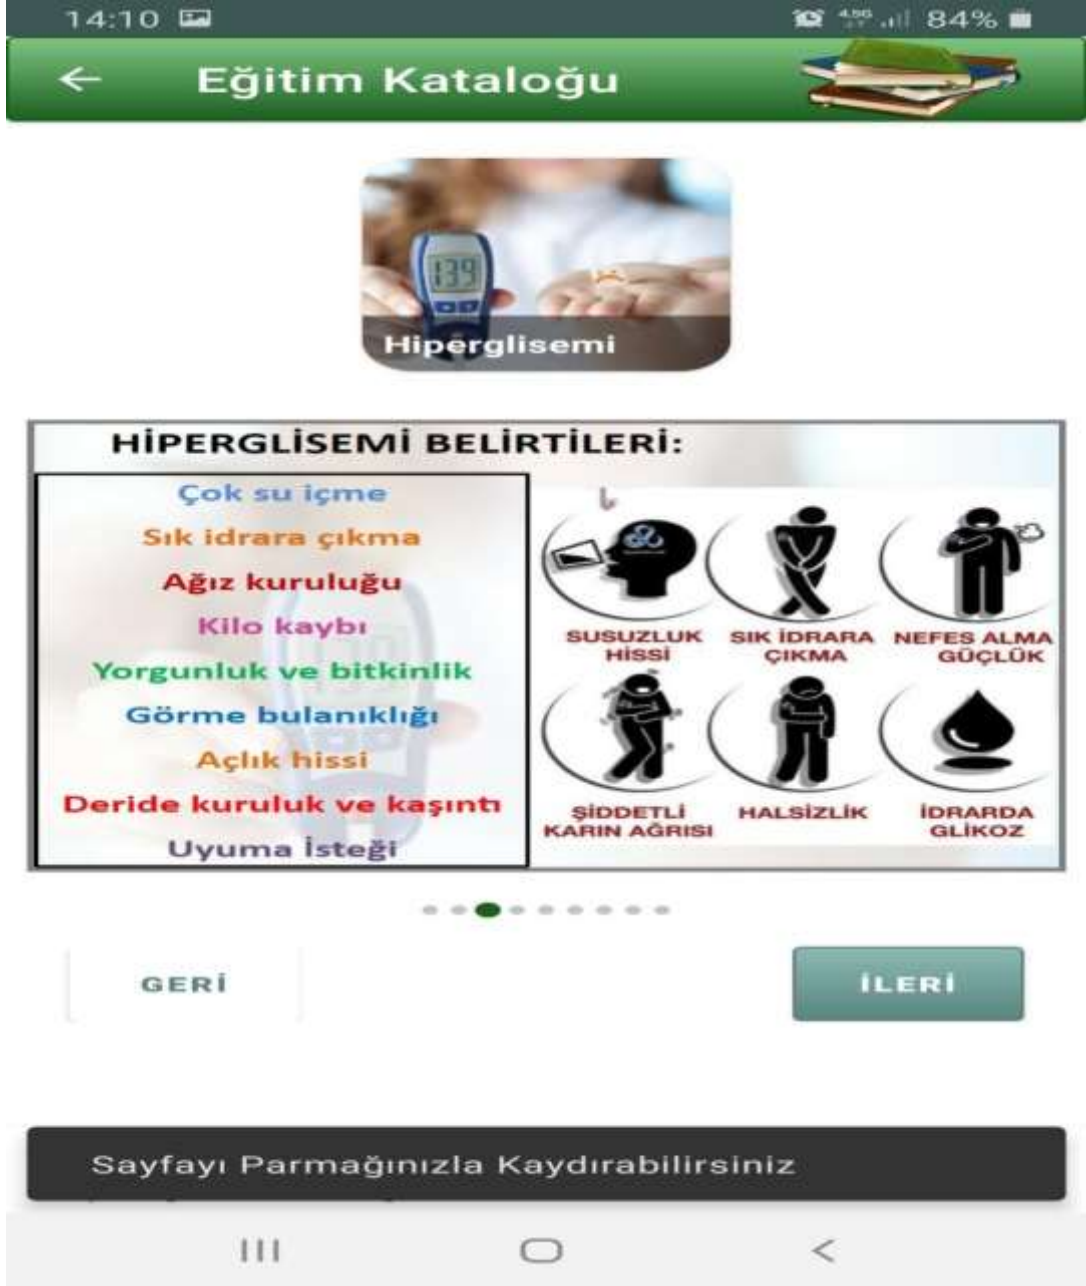 14:10 84%
Eğitim Kataloğu
139
Hiperglisemi
HİPERGLİSEMİ BELİRTİLERİ:
Çok su içme
Sık idrara çıkma
Ağız kuruluğu
Kilo kaybı
Yorgunluk ve bitkinlik
Görme bulanıklığı
Açlık hissi
Deride kuruluk ve kaşıntı
Uyuma İsteği
SUSUZLUK
HİSSİ
SIK İDRARA
ÇIKMA
NEFES ALMA
GÜÇLÜK
ŞİDDETLİ
KARIN AĞRISI
HALSİZLİK
İDRARDA
GLİKOZ
GERİ
İLERİ
Sayfayı Parmağınızla Kaydırabilirsiniz